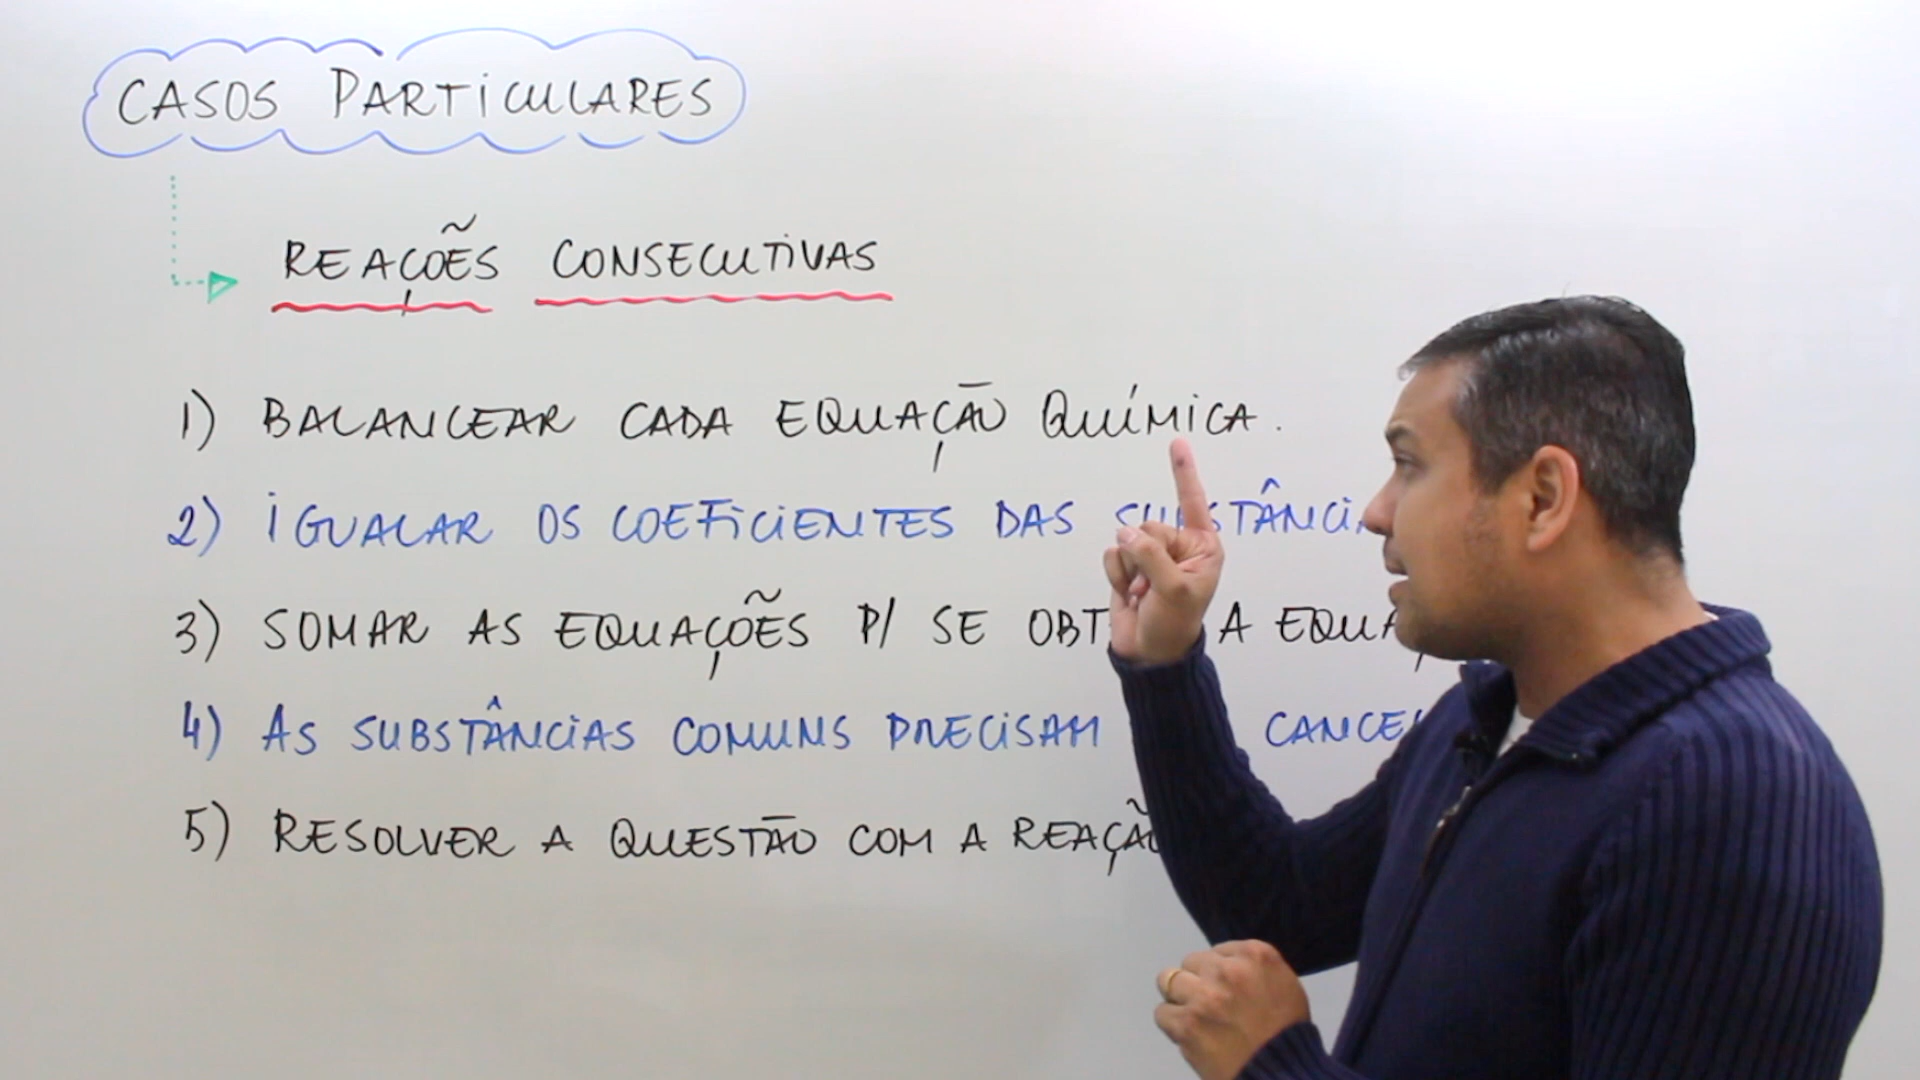 CASOS PARTICULARES
REAÇÕES CONSECUTIVAS
1) BALANCEAR CADA EQUAÇÃO QUÍMICA.
2) IGUALAR OS COEFICIENTES DAS
3) SOMAR AS EQUAÇÕES P/ SE A
4) AS SUBSTÂNCIAS COMUNS PRECISAM
5) RESOLVER A QUESTÃO COM A REAÇÃO